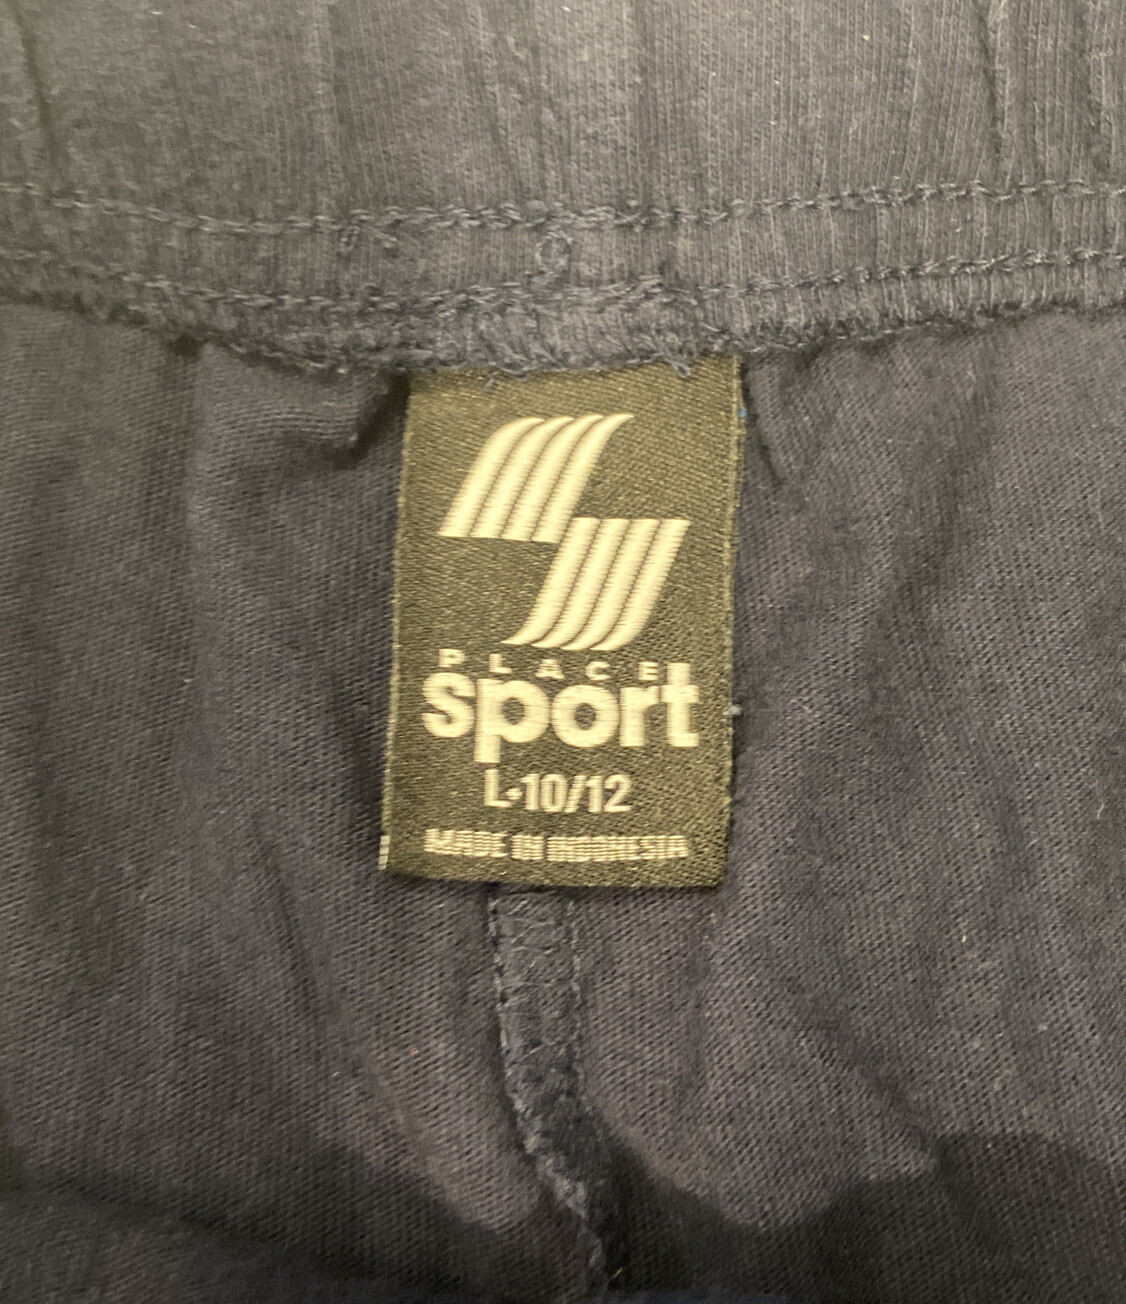 PLACE
sport
L•10/12
MADE IN INDONESIA